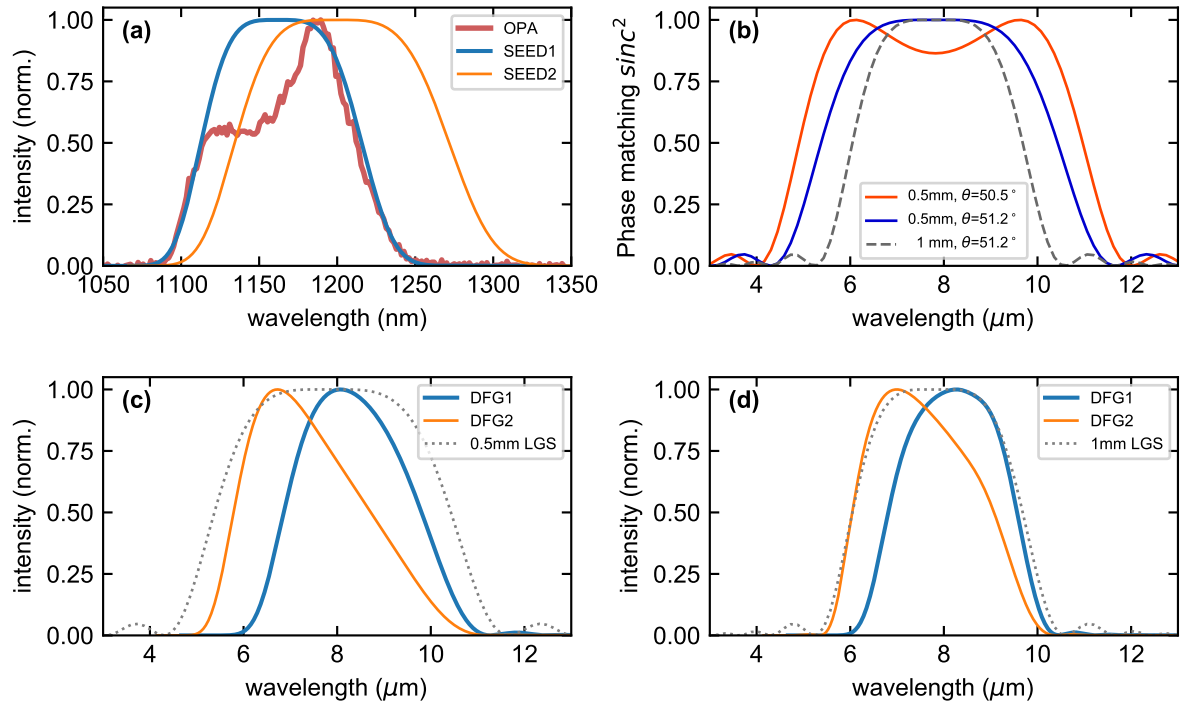 (a)
OPA
SEED1
SEED2
intensity (norm.)
1.00
0.75
0.50
0.25
0.00
1050 1100 1150 1200 1250 1300 1350
wavelength (nm)
(b)
Phase matching sinc²
1.00
0.75
0.50
0.25
0.00
0.5mm, θ=50.5°
0.5mm, θ=51.2°
1 mm, θ=51.2°
4 6 8 10 12
wavelength (μm)
(c)
DFG1
DFG2
0.5mm LGS
intensity (norm.)
1.00
0.75
0.50
0.25
0.00
4 6 8 10 12
wavelength (μm)
(d)
DFG1
DFG2
1mm LGS
intensity (norm.)
1.00
0.75
0.50
0.25
0.00
4 6 8 10 12
wavelength (μm)